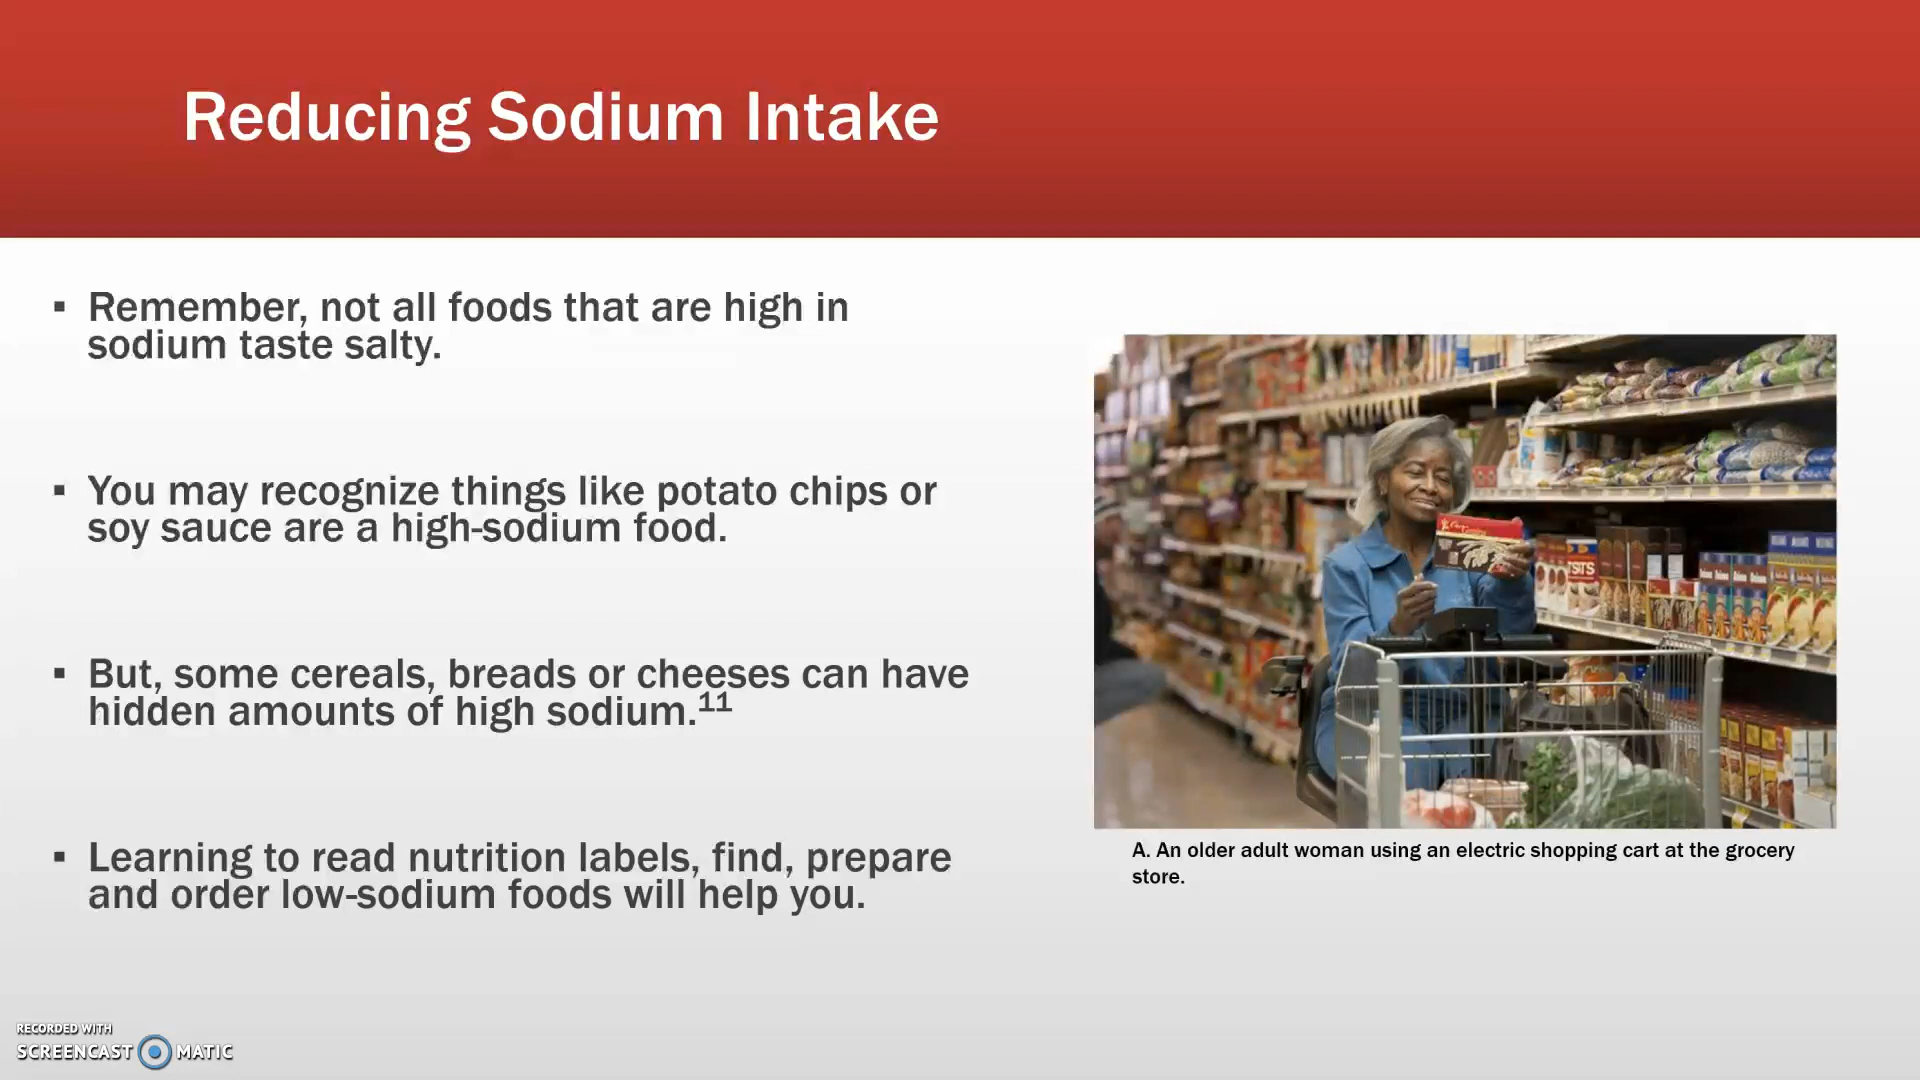 Reducing Sodium Intake
▪ Remember, not all foods that are high in
sodium taste salty.
▪ You may recognize things like potato chips or
soy sauce are a high-sodium food.
▪ But, some cereals, breads or cheeses can have
hidden amounts of high sodium.¹¹
▪ Learning to read nutrition labels, find, prepare
and order low-sodium foods will help you.
A. An older adult woman using an electric shopping cart at the grocery
store.
RECORDED WITH
SCREENCAST MATIC